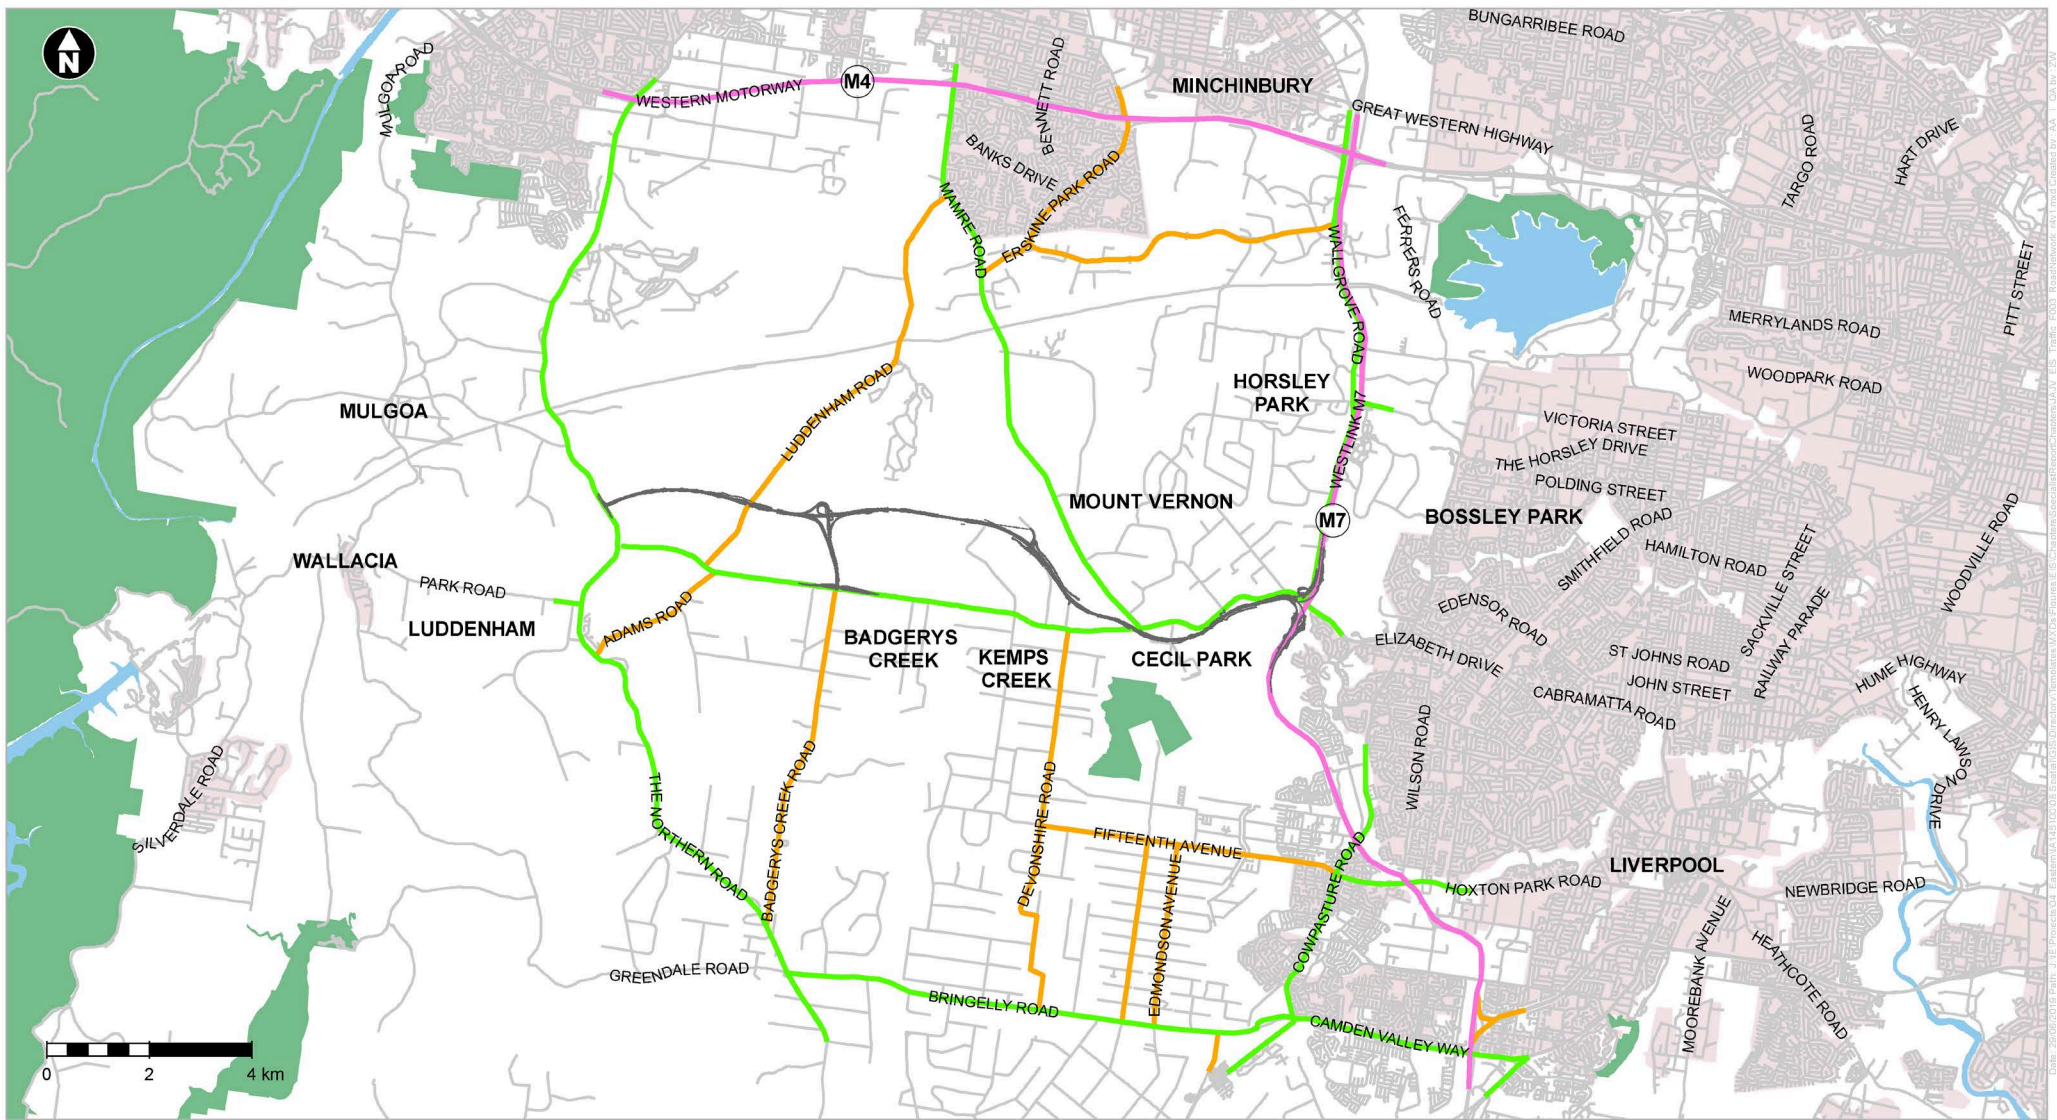 N
MULGOA ROAD
MULGOA ROAD
WESTERN MOTORWAY
M4
BENNETT ROAD
BANKS DRIVE
ERSKINE PARK ROAD
MAMRE ROAD
MINCHINBURY
BUNGARRIBEE ROAD
GREAT WESTERN HIGHWAY
TARGO ROAD
HART DRIVE
PITT STREET
FERRERS ROAD
WALLGROVE ROAD
MERRYLANDS ROAD
WOODPARK ROAD
MULGOA
LUDDENHAM ROAD
HORSLEY
PARK
WESTLINK M7
VICTORIA STREET
THE HORSLEY DRIVE
POLDING STREET
MOUNT VERNON
M7
BOSSLEY PARK
SMITHFIELD ROAD
HAMILTON ROAD
SACKVILLE STREET
WOODVILLE ROAD
WALLACIA
PARK ROAD
LUDDENHAM
ADAMS ROAD
BADGERYS
CREEK
KEMPS
CREEK
CECIL PARK
ELIZABETH DRIVE
EDENSOR ROAD
ST JOHNS ROAD
JOHN STREET
RAILWAY PARADE
CABRAMATTA ROAD
HUME HIGHWAY
HENRY LAWSON DRIVE
WILSON ROAD
SILVERDALE ROAD
THE NORTHERN ROAD
BADGERYS CREEK ROAD
DEVONSHIRE ROAD
FIFTEENTH AVENUE
EDMONDSON AVENUE
COWPASTURE ROAD
LIVERPOOL
HOXTON PARK ROAD
NEWBRIDGE ROAD
MOOREBANK AVENUE
HEATHCOTE ROAD
GREENDALE ROAD
BRINGELLY ROAD
CAMDEN VALLEY WAY
0 2 4 km